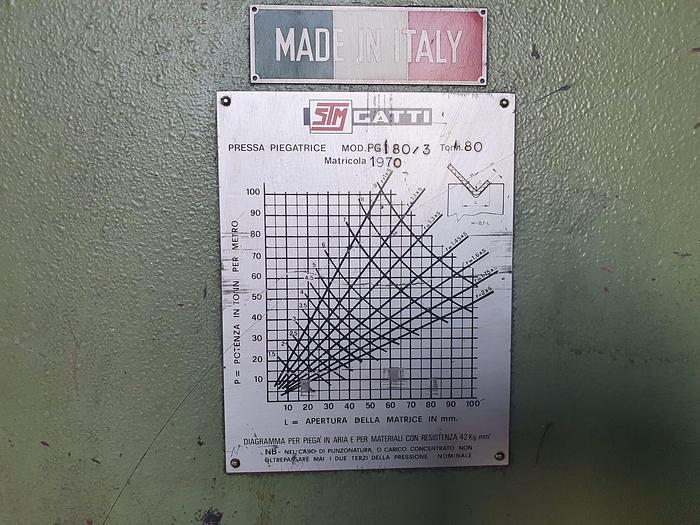 MADE IN ITALY
STM GATTI
PRESSA PIEGATRICE MOD.PG 180/3 Tonn.80
Matricola 1970
P = POTENZA IN TONN PER METRO
100
90
80
70
60
50
40
30
20
10
10 20 30 40 50 60 70 80 90 100
L = APERTURA DELLA MATRICE IN mm.
DIAGRAMMA PER PIEGA IN ARIA E PER MATERIALI CON RESISTENZA 42 Kg mm²
NB- NEL CASO DI PUNZONATURA, O CARICO CONCENTRATO NON
OLTREPASSARE MAI I DUE TERZI DELLA PRESSIONE NOMINALE